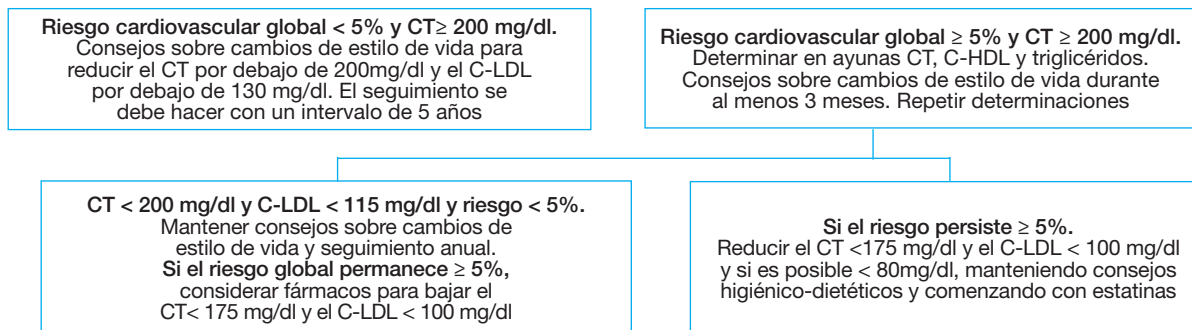 Riesgo cardiovascular global < 5% y CT≥ 200 mg/dl.
Consejos sobre cambios de estilo de vida para
reducir el CT por debajo de 200mg/dl y el C-LDL
por debajo de 130 mg/dl. El seguimiento se
debe hacer con un intervalo de 5 años
Riesgo cardiovascular global ≥ 5% y CT ≥ 200 mg/dl.
Determinar en ayunas CT, C-HDL y triglicéridos.
Consejos sobre cambios de estilo de vida durante
al menos 3 meses. Repetir determinaciones
CT < 200 mg/dl y C-LDL < 115 mg/dl y riesgo < 5%.
Mantener consejos sobre cambios de
estilo de vida y seguimiento anual.
Si el riesgo global permanece ≥ 5%,
considerar fármacos para bajar el
CT< 175 mg/dl y el C-LDL < 100 mg/dl
Si el riesgo persiste ≥ 5%.
Reducir el CT <175 mg/dl y el C-LDL < 100 mg/dl
y si es posible < 80mg/dl, manteniendo consejos
higiénico-dietéticos y comenzando con estatinas